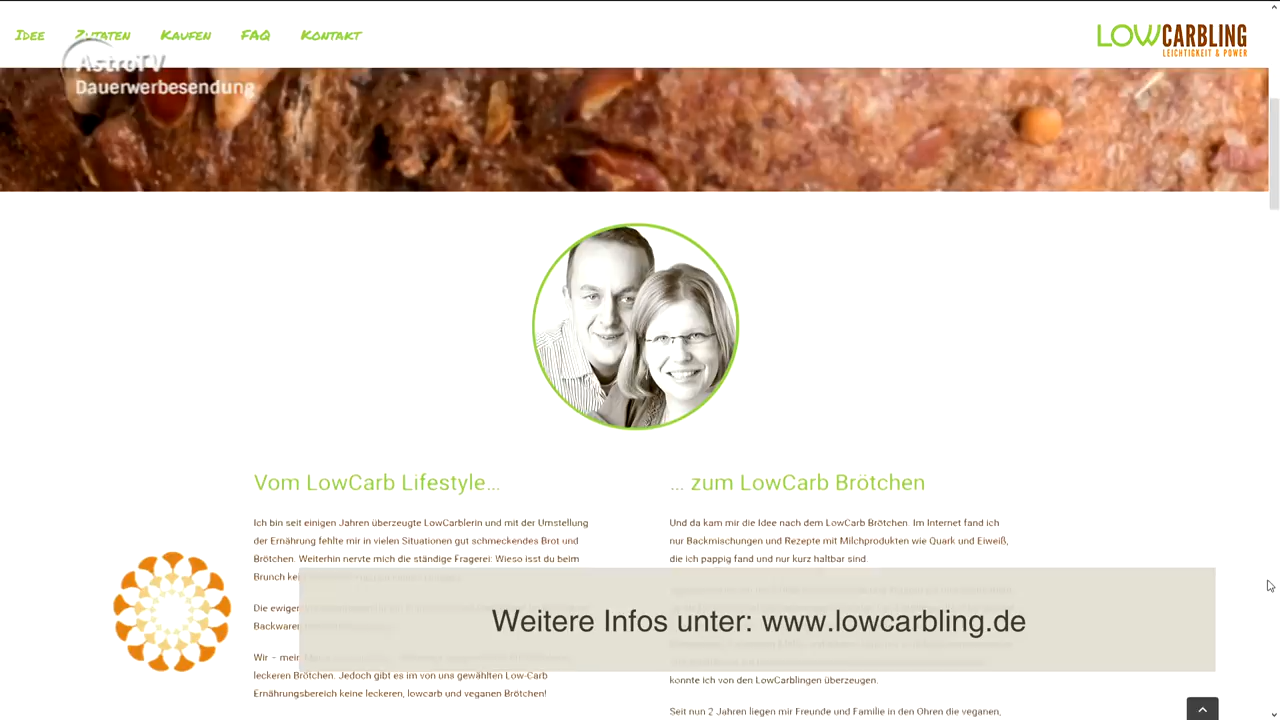 Idee Zutaten Kaufen FAQ Kontakt
LOWCARBLING
LEICHTIGKEIT & POWER
AstroTV
Dauerwerbesendung
Vom LowCarb Lifestyle...
Ich bin seit einigen Jahren überzeugte LowCarblerin und mit der Umstellung
der Ernährung fehlte mir in vielen Situationen gut schmeckendes Brot und
Brötchen. Weiterhin nervte mich die ständige Fragerei: Wieso isst du beim
Brunch
Die ewigen
Backwaren
Wir –
leckeren Brötchen. Jedoch gibt es im von uns gewählten Low-Carb
Ernährungsbereich keine leckeren, lowcarb und veganen Brötchen!
... zum LowCarb Brötchen
Und da kam mir die Idee nach dem LowCarb Brötchen. Im Internet fand ich
nur Backmischungen und Rezepte mit Milchprodukten wie Quark und Eiweiß,
die ich pappig fand und nur kurz haltbar sind.
konnte ich von den LowCarblingen überzeugen.
Seit nun 2 Jahren liegen mir Freunde und Familie in den Ohren die veganen,
Weitere Infos unter: www.lowcarbling.de